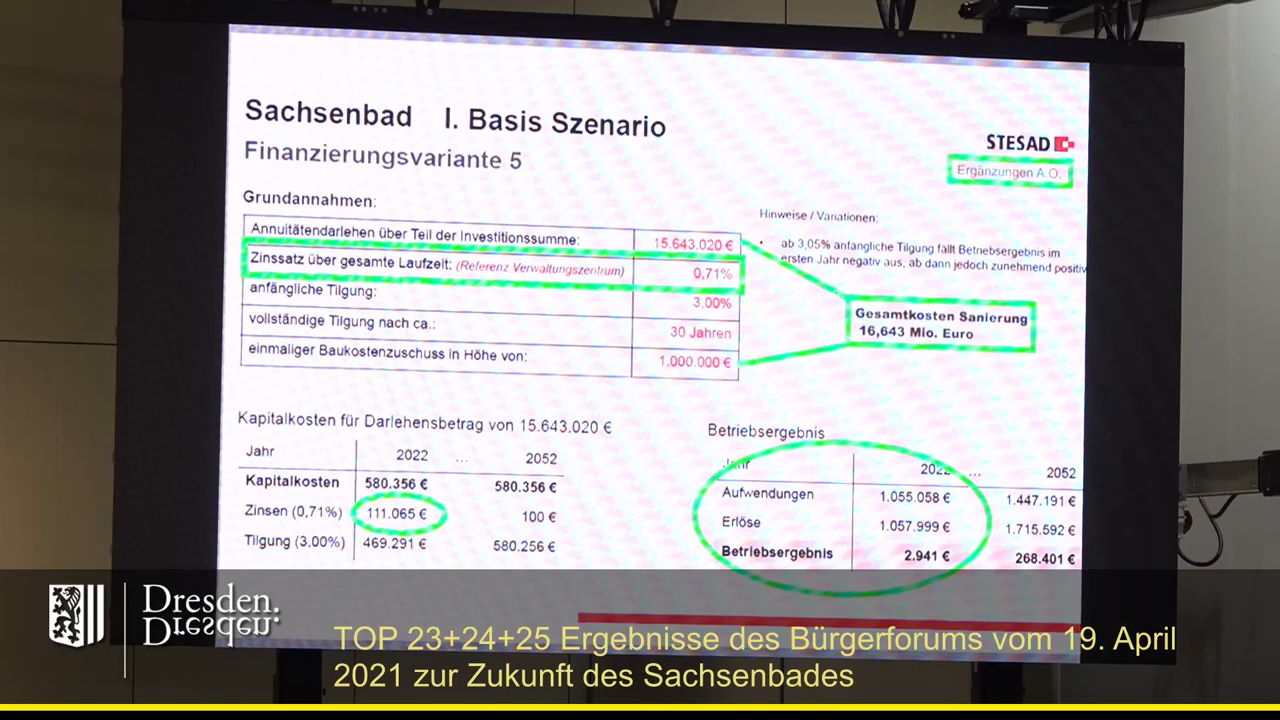 Sachsenbad I. Basis Szenario
Finanzierungsvariante 5
STESAD
Ergänzungen A.O.
Grundannahmen:
Annuitätendarlehen über Teil der Investitionssumme: 15.643.020 €
Zinssatz über gesamte Laufzeit: (Referenz Verwaltungszentrum) 0,71%
anfängliche Tilgung: 3,00%
vollständige Tilgung nach ca.: 30 Jahren
einmaliger Baukostenzuschuss in Höhe von: 1.000.000 €
Hinweise / Variationen:
• ab 3,05% anfängliche Tilgung fällt Betriebsergebnis im
ersten Jahr negativ aus, ab dann jedoch zunehmend positiv
Gesamtkosten Sanierung
16,643 Mio. Euro
Kapitalkosten für Darlehensbetrag von 15.643.020 €
Jahr 2022 ... 2052
Kapitalkosten 580.356 € 580.356 €
Zinsen (0,71%) 111.065 € 100 €
Tilgung (3,00%) 469.291 € 580.256 €
Betriebsergebnis
Jahr 2022 ... 2052
Aufwendungen 1.055.058 € 1.447.191 €
Erlöse 1.057.999 € 1.715.592 €
Betriebsergebnis 2.941 € 268.401 €
Dresden.
Dresden.
TOP 23+24+25 Ergebnisse des Bürgerforums vom 19. April
2021 zur Zukunft des Sachsenbades